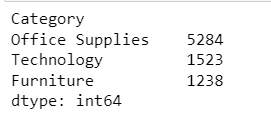 Category
Office Supplies    5284
Technology         1523
Furniture          1238
dtype: int64